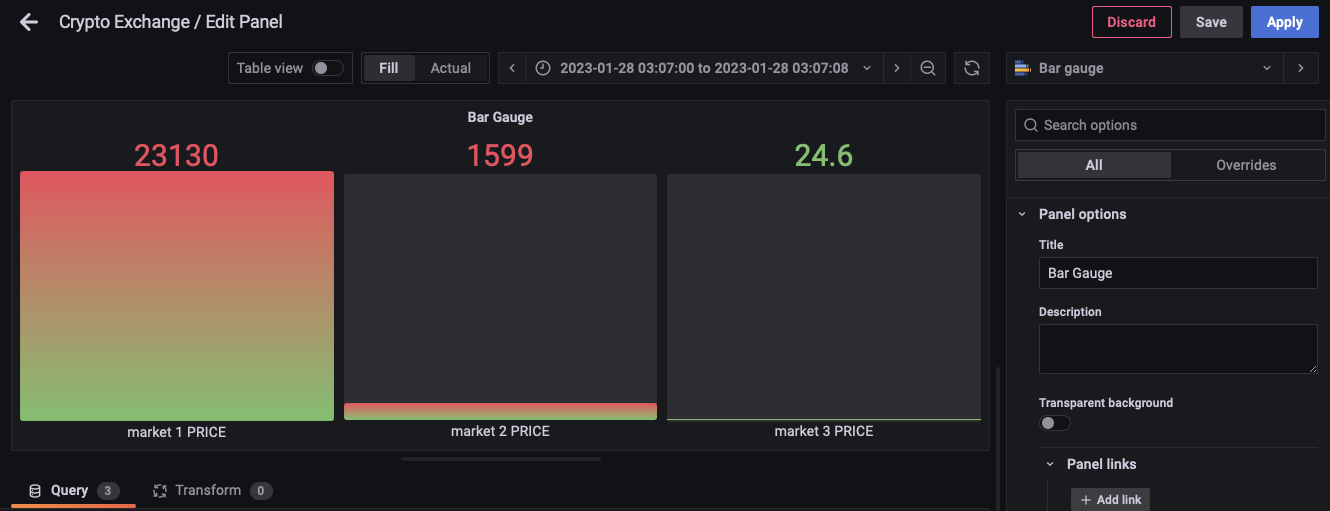 Crypto Exchange / Edit Panel
Discard Save Apply
Table view Fill Actual 2023-01-28 03:07:00 to 2023-01-28 03:07:08 Bar gauge
Bar Gauge
23130 1599 24.6
market 1 PRICE market 2 PRICE market 3 PRICE
Query 3 Transform 0
Search options
All Overrides
Panel options
Title
Bar Gauge
Description
Transparent background
Panel links
+ Add link